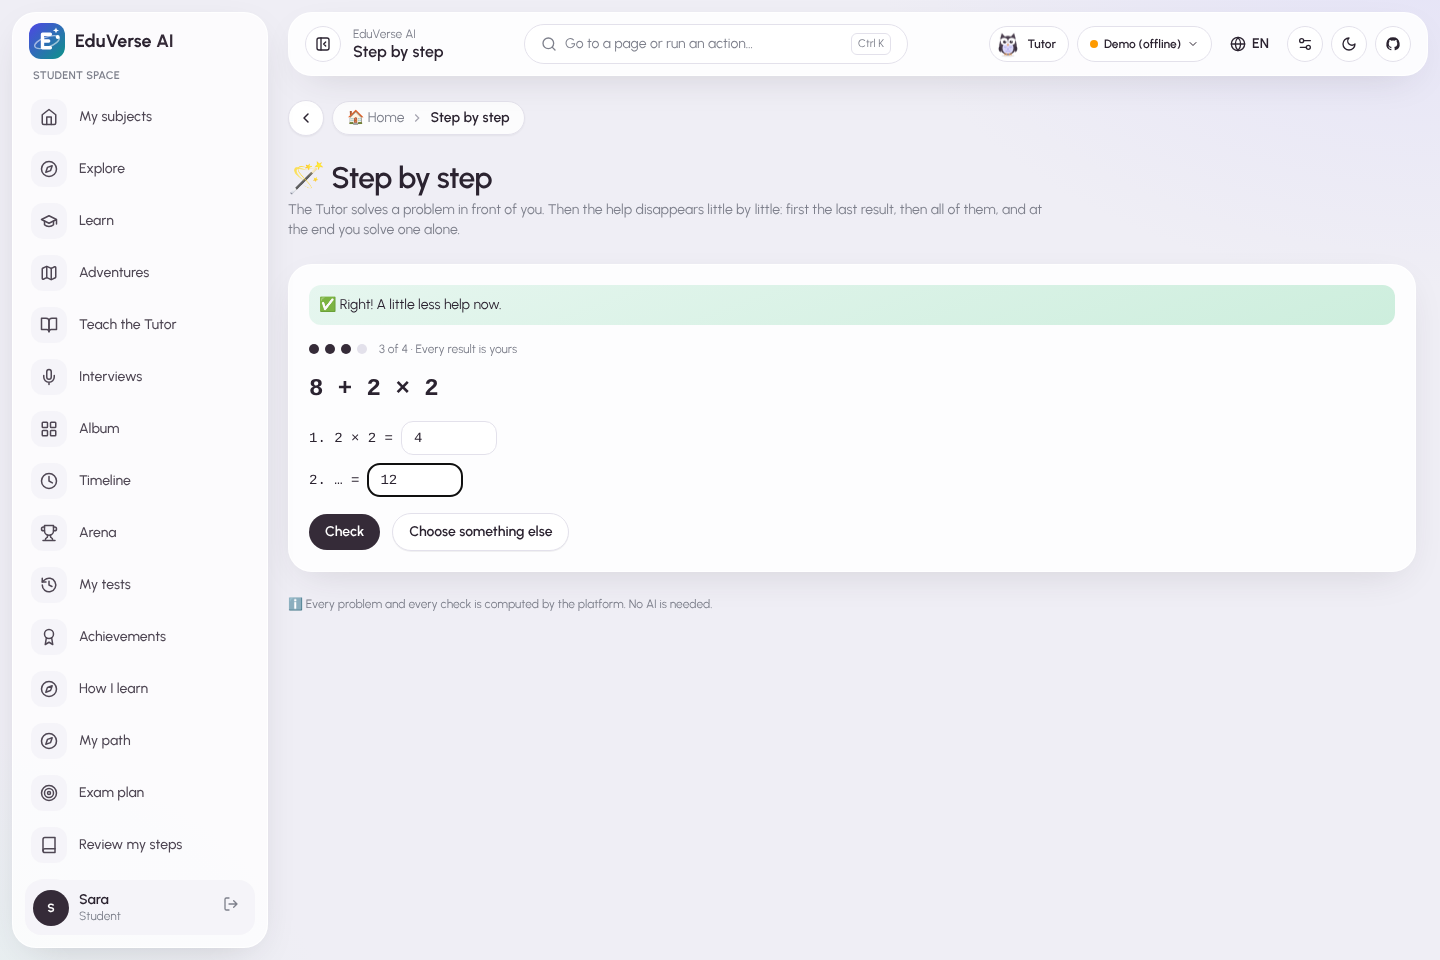 EduVerse AI
STUDENT SPACE
My subjects
Explore
Learn
Adventures
Teach the Tutor
Interviews
Album
Timeline
Arena
My tests
Achievements
How I learn
My path
Exam plan
Review my steps
S
Sara
Student
EduVerse AI
Step by step
Go to a page or run an action...
Ctrl K
Tutor
Demo (offline)
EN
Home
Step by step
Step by step
The Tutor solves a problem in front of you. Then the help disappears little by little: first the last result, then all of them, and at
the end you solve one alone.
✅ Right! A little less help now.
3 of 4 · Every result is yours
8 + 2 × 2
1. 2 × 2 = 4
2. … = 12
Check
Choose something else
ℹ️ Every problem and every check is computed by the platform. No AI is needed.